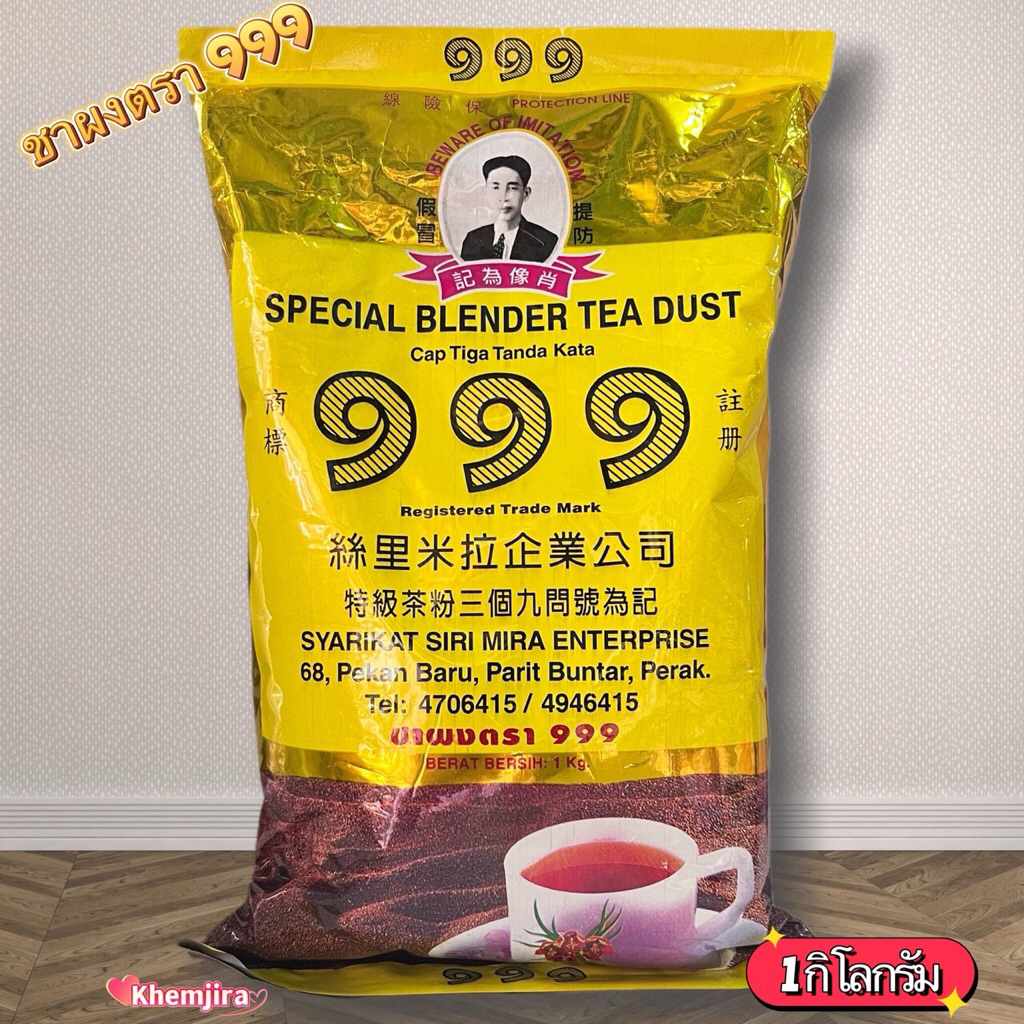 ชาผงตรา 999
999
線險保 PROTECTION LINE
BEWARE OF IMITATION
假冒
提防
記為像肖
SPECIAL BLENDER TEA DUST
Cap Tiga Tanda Kata
商標
999
註册
Registered Trade Mark
絲里米拉企業公司
特級茶粉三個九問號為記
SYARIKAT SIRI MIRA ENTERPRISE
68, Pekan Baru, Parit Buntar, Perak.
Tel: 4706415 / 4946415
ชาผงตรา 999
BERAT BERSIH: 1 Kg.
999
Khemjira
1กิโลกรัม